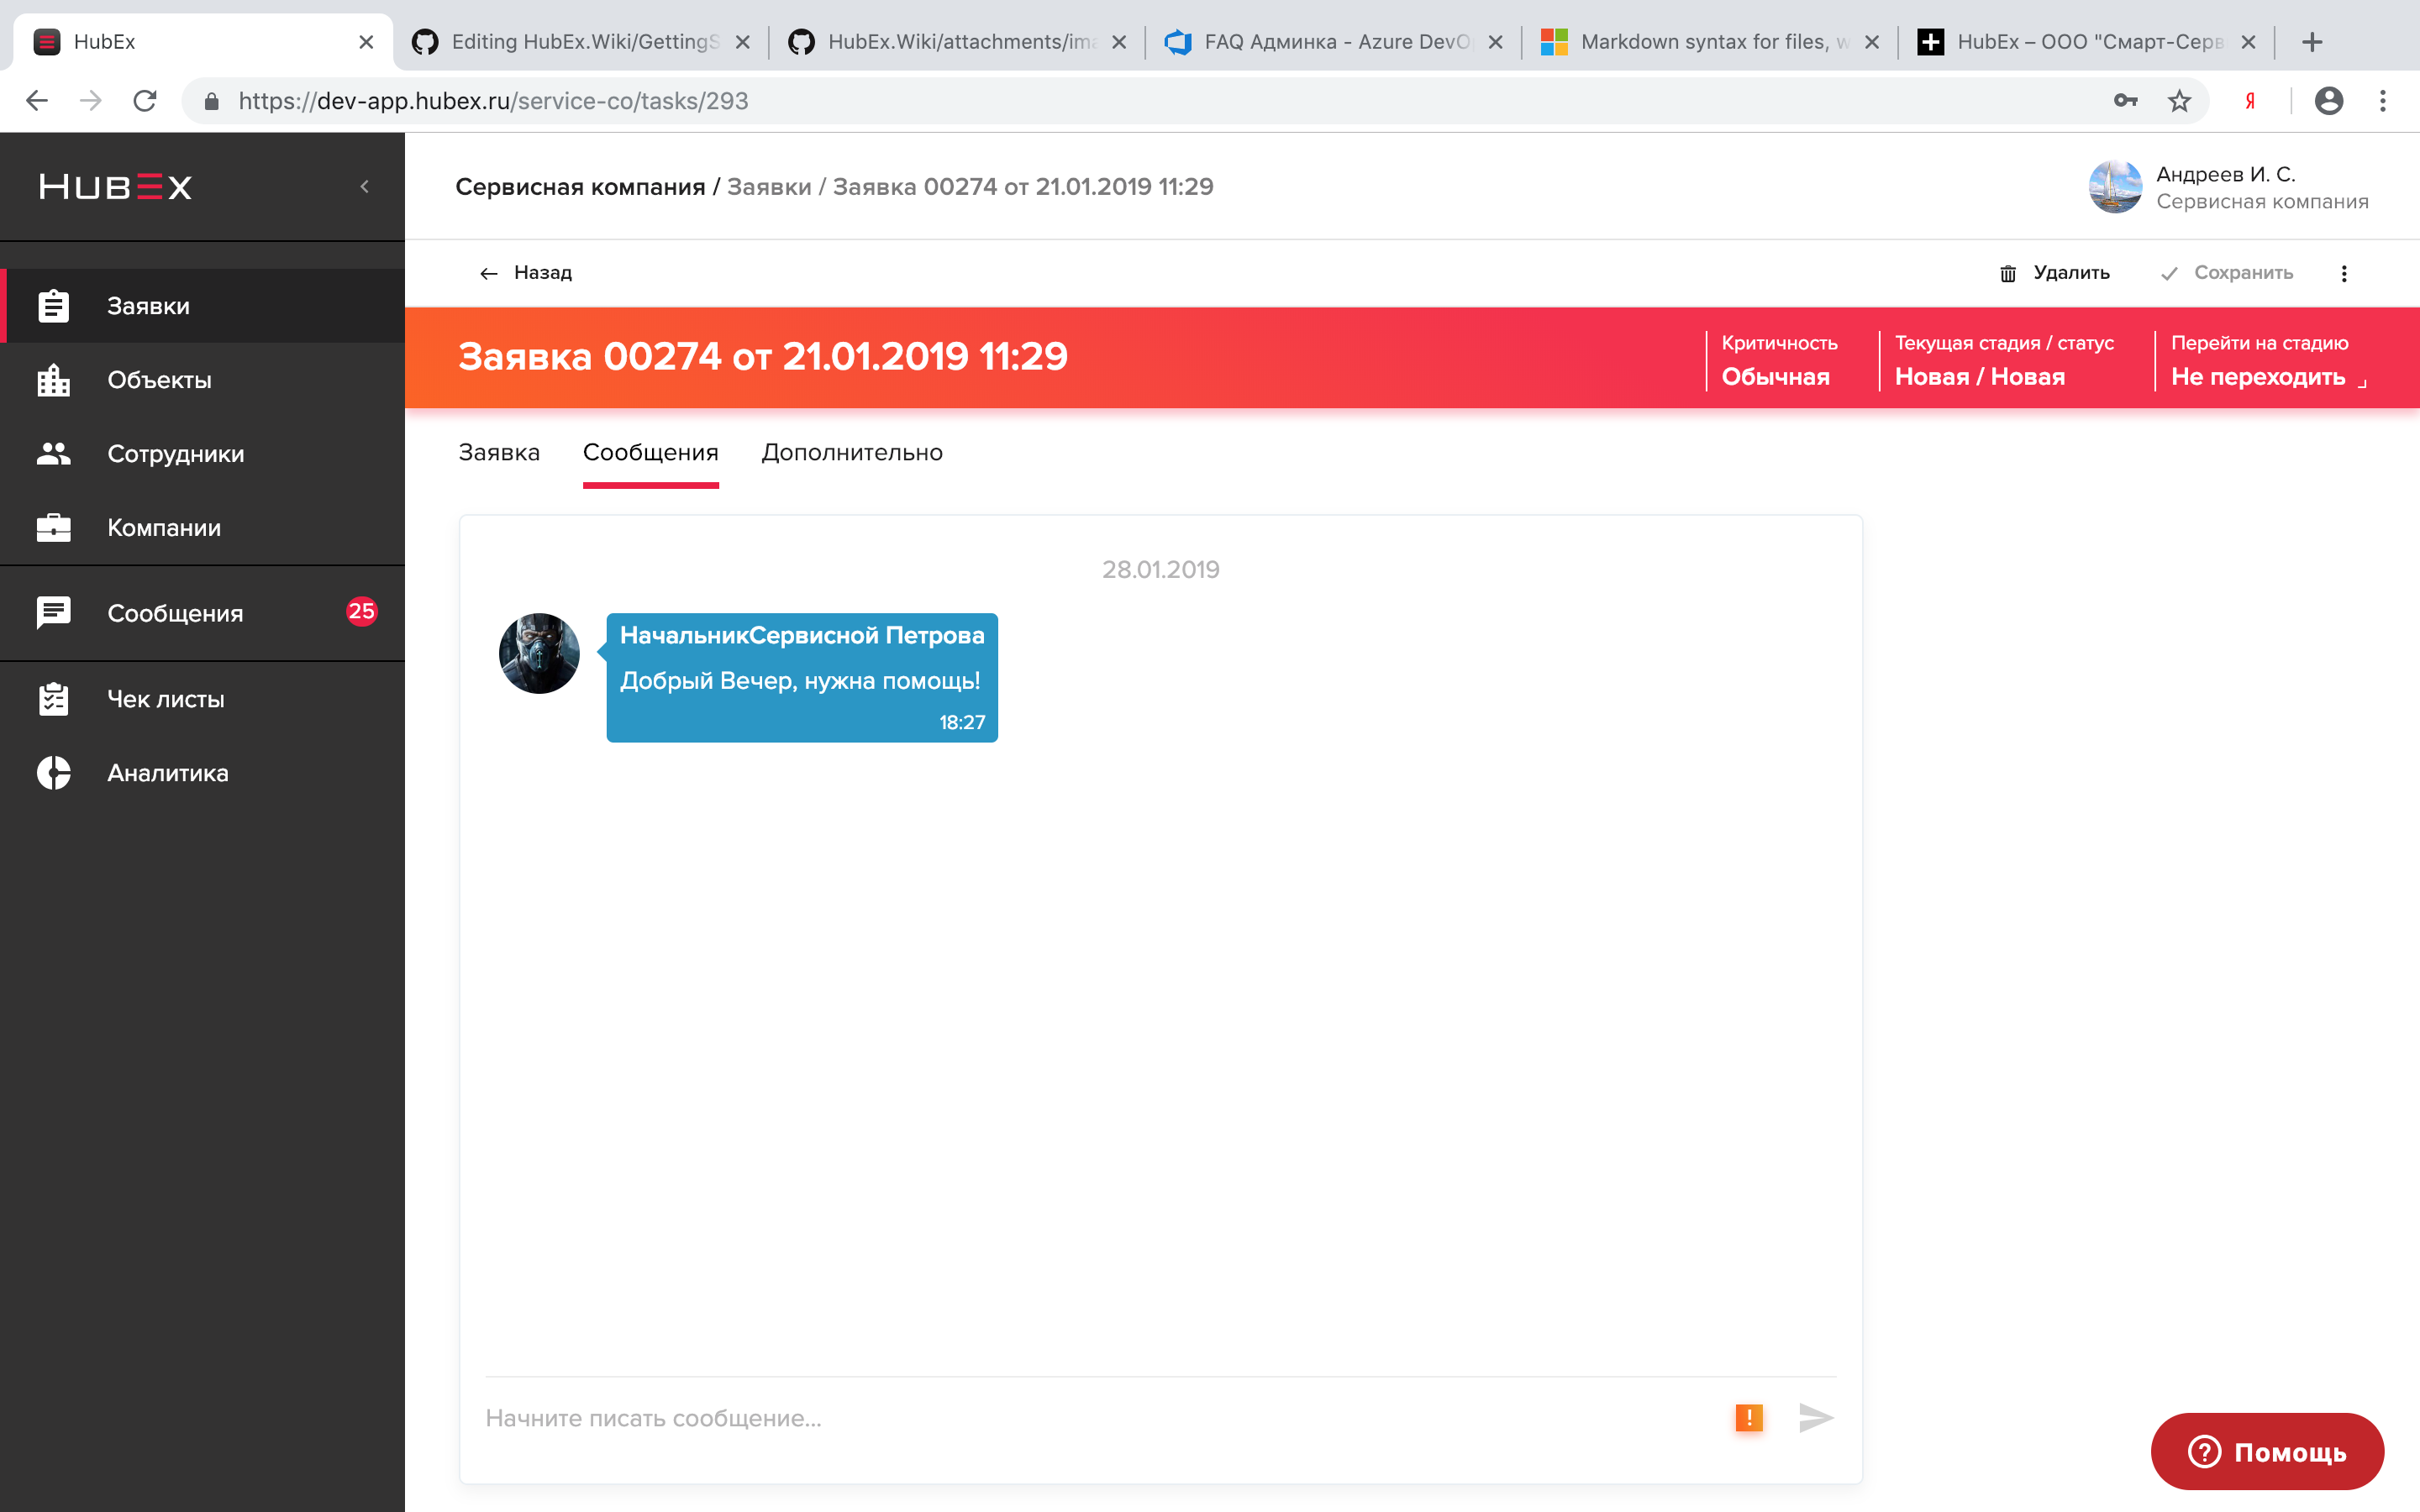 HubEx
Editing HubEx.Wiki/GettingS
HubEx.Wiki/attachments/ima
FAQ Админка - Azure DevO
Markdown syntax for files, w
HubEx – ООО "Смарт-Серв
https://dev-app.hubex.ru/service-co/tasks/293
Я
HUBEX
Сервисная компания / Заявки / Заявка 00274 от 21.01.2019 11:29
Андреев И. С.
Сервисная компания
Назад
Удалить
Сохранить
Заявки
Объекты
Сотрудники
Компании
Сообщения
25
Чек листы
Аналитика
Заявка 00274 от 21.01.2019 11:29
Критичность
Обычная
Текущая стадия / статус
Новая / Новая
Перейти на стадию
Не переходить
Заявка
Сообщения
Дополнительно
28.01.2019
НачальникСервисной Петрова
Добрый Вечер, нужна помощь!
18:27
Начните писать сообщение...
!
? Помощь